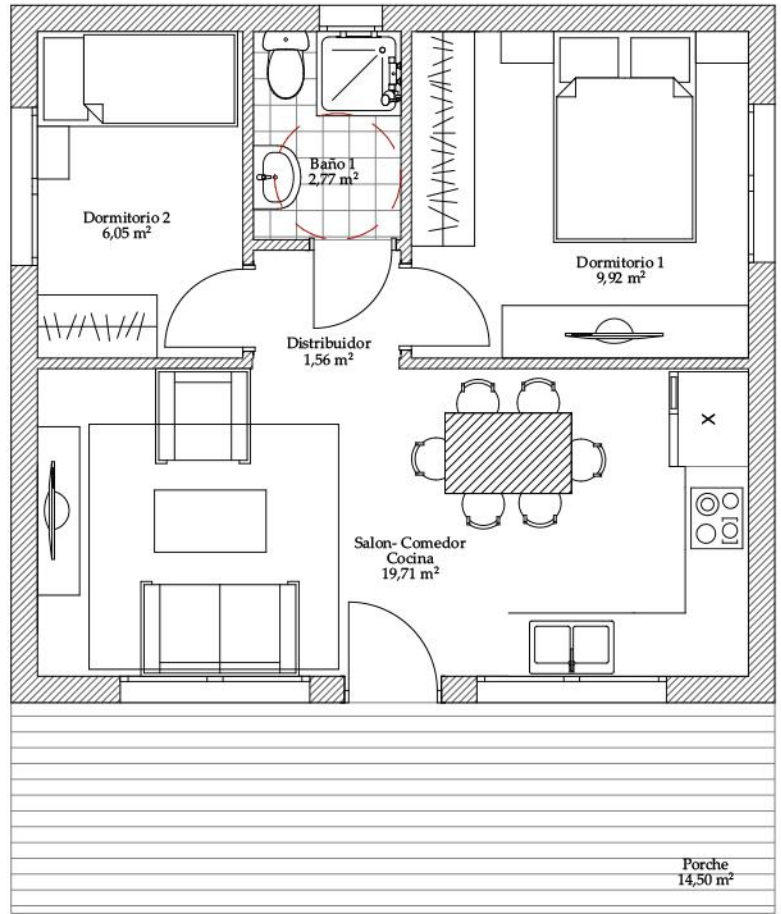 Baño 1
2,77 m²
Dormitorio 2
6,05 m²
Dormitorio 1
9,92 m²
Distribuidor
1,56 m²
X
Salon- Comedor
Cocina
19,71 m²
Porche
14,50 m²